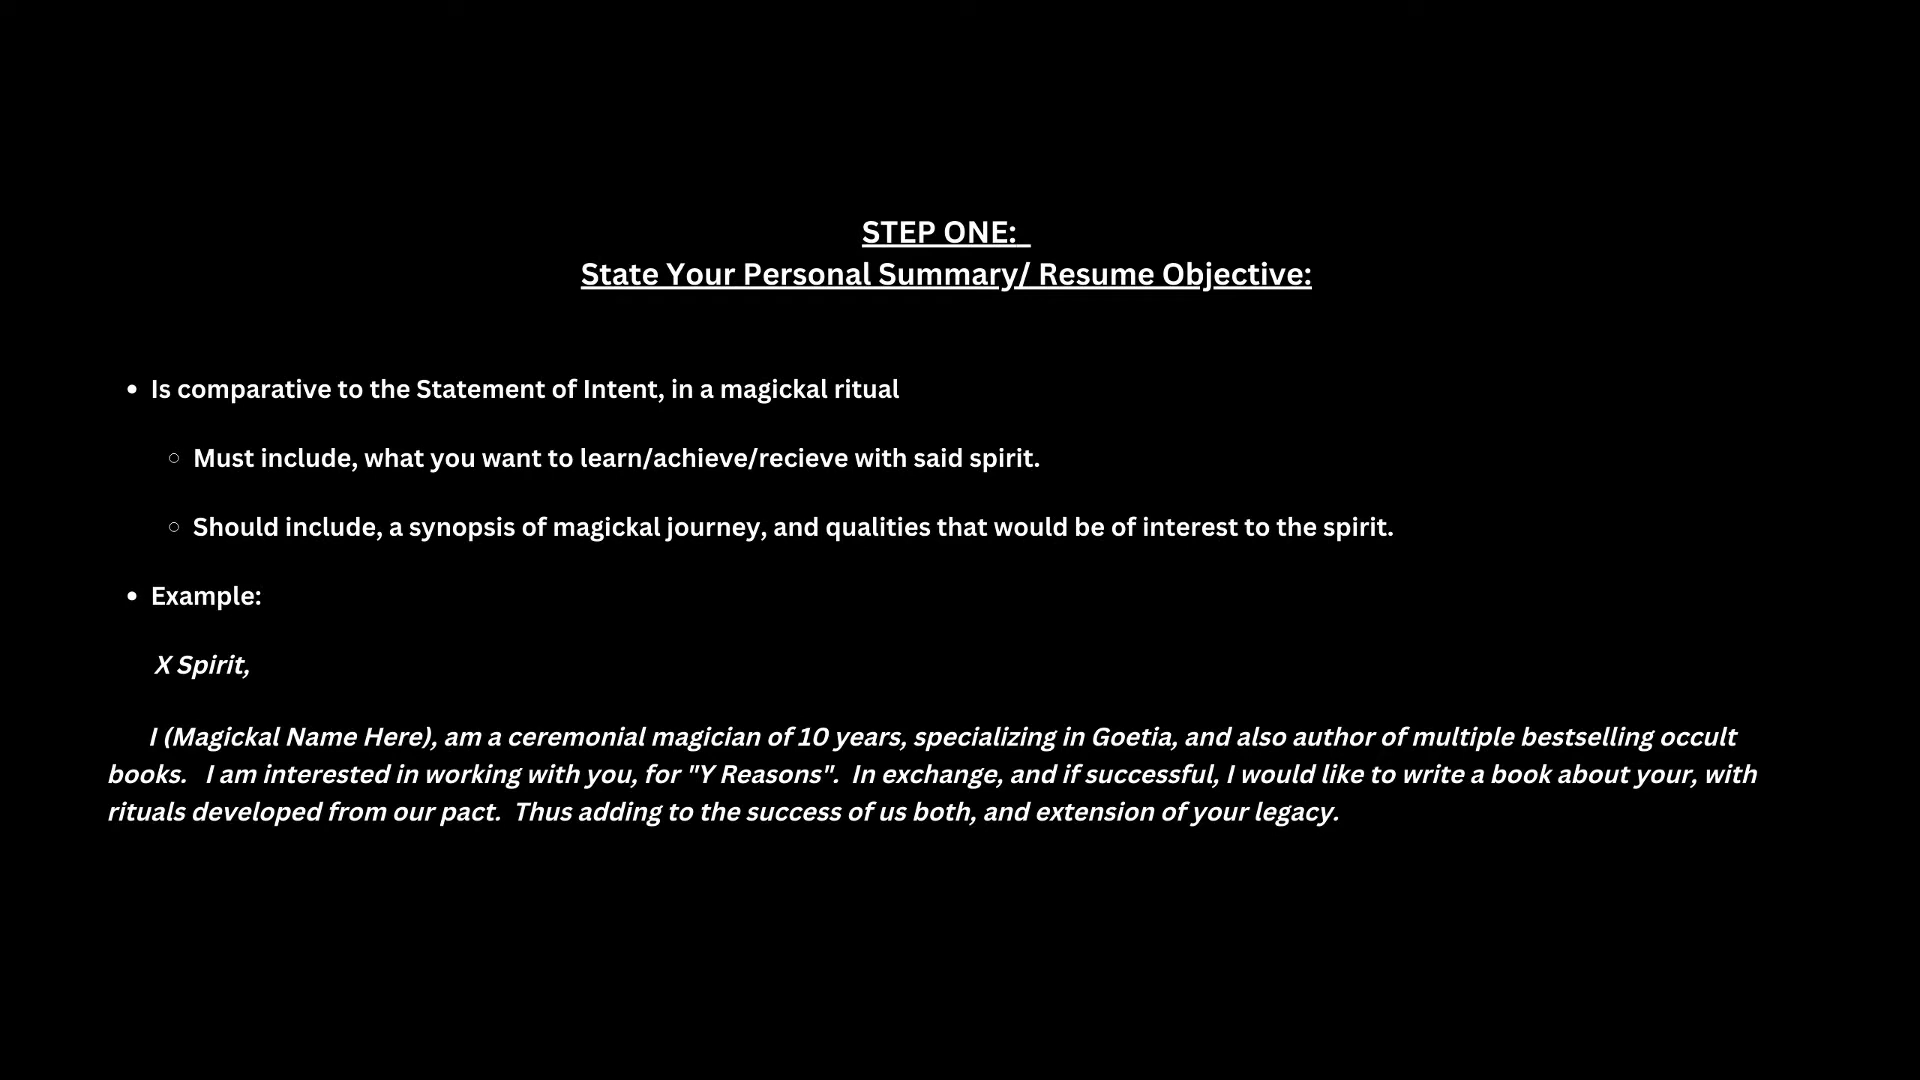 STEP ONE:
State Your Personal Summary/ Resume Objective:
• Is comparative to the Statement of Intent, in a magickal ritual
○ Must include, what you want to learn/achieve/recieve with said spirit.
○ Should include, a synopsis of magickal journey, and qualities that would be of interest to the spirit.
• Example:
X Spirit,
I (Magickal Name Here), am a ceremonial magician of 10 years, specializing in Goetia, and also author of multiple bestselling occult
books.   I am interested in working with you, for "Y Reasons".  In exchange, and if successful, I would like to write a book about your, with
rituals developed from our pact.  Thus adding to the success of us both, and extension of your legacy.